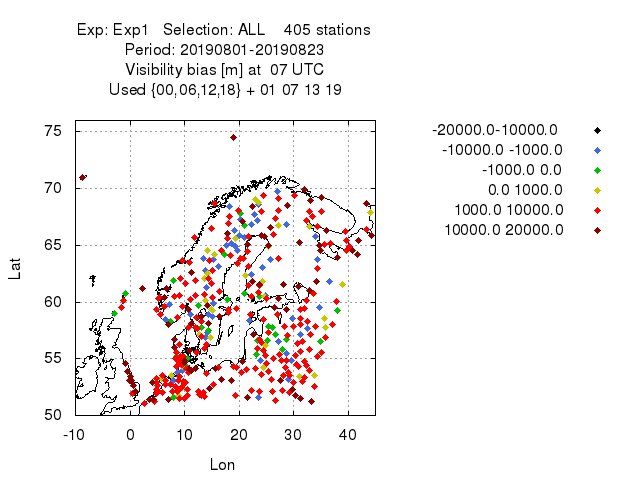 Exp: Exp1 Selection: ALL 405 stations
Period: 20190801-20190823
Visibility bias [m] at 07 UTC
Used {00,06,12,18} + 01 07 13 19
-20000.0-10000.0
-10000.0 -1000.0
-1000.0 0.0
0.0 1000.0
1000.0 10000.0
10000.0 20000.0
75
70
65
60
55
50
Lat
-10 0 10 20 30 40
Lon